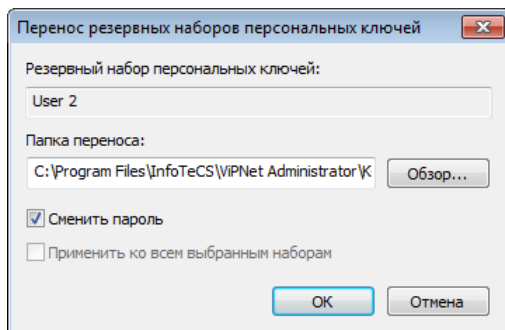 Перенос резервных наборов персональных ключей
Резервный набор персональных ключей:
User 2
Папка переноса:
C:\Program Files\InfoTeCS\ViPNet Administrator\K
Обзор...
Сменить пароль
Применить ко всем выбранным наборам
ОК
Отмена